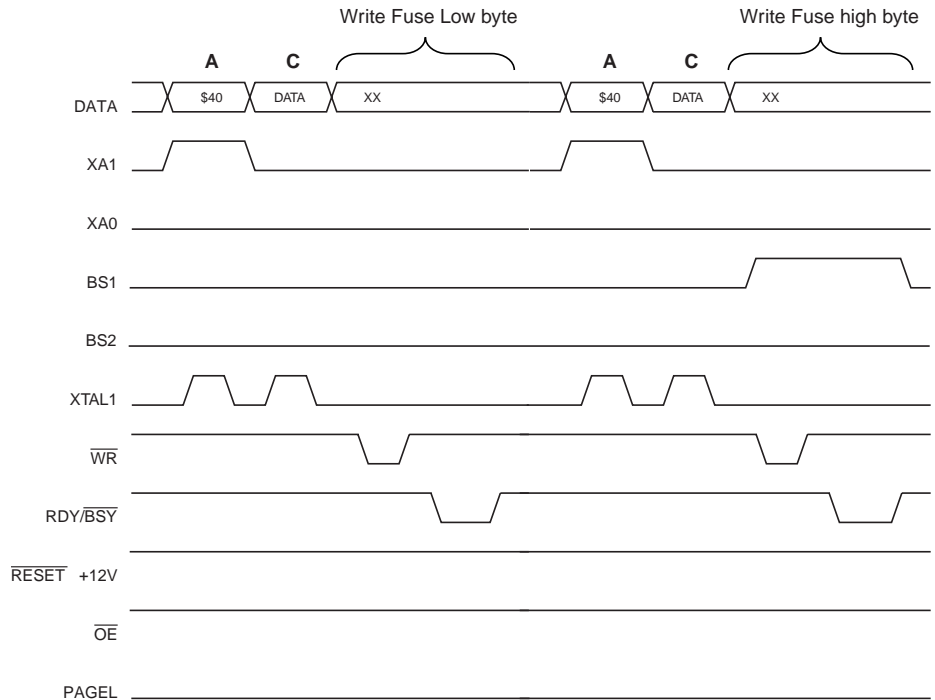 Write Fuse Low byte
Write Fuse high byte
A
C
A
C
DATA
$40
DATA
XX
$40
DATA
XX
XA1
XA0
BS1
BS2
XTAL1
WR
RDY/BSY
RESET +12V
OE
PAGEL